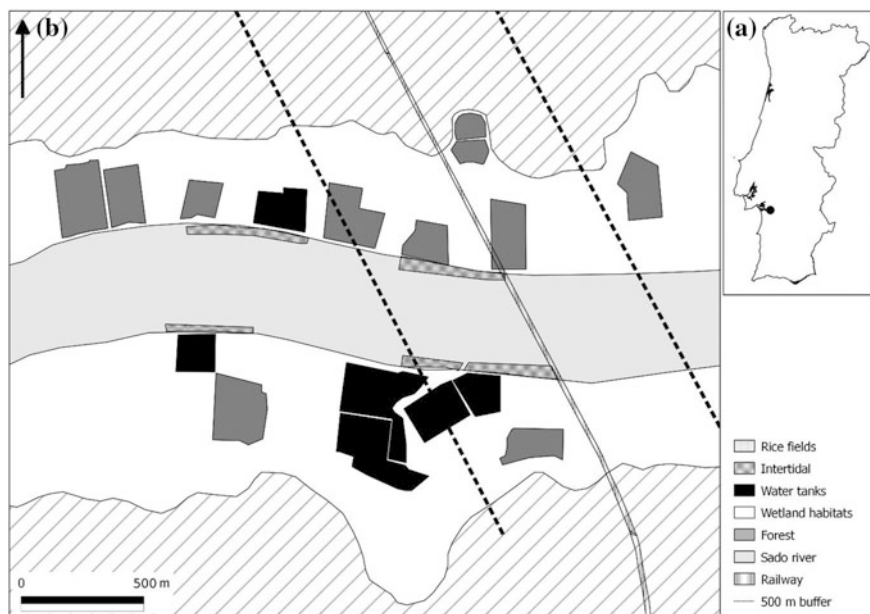 (b)
(a)
Rice fields
Intertidal
Water tanks
Wetland habitats
Forest
Sado river
Railway
500 m buffer
0 500 m